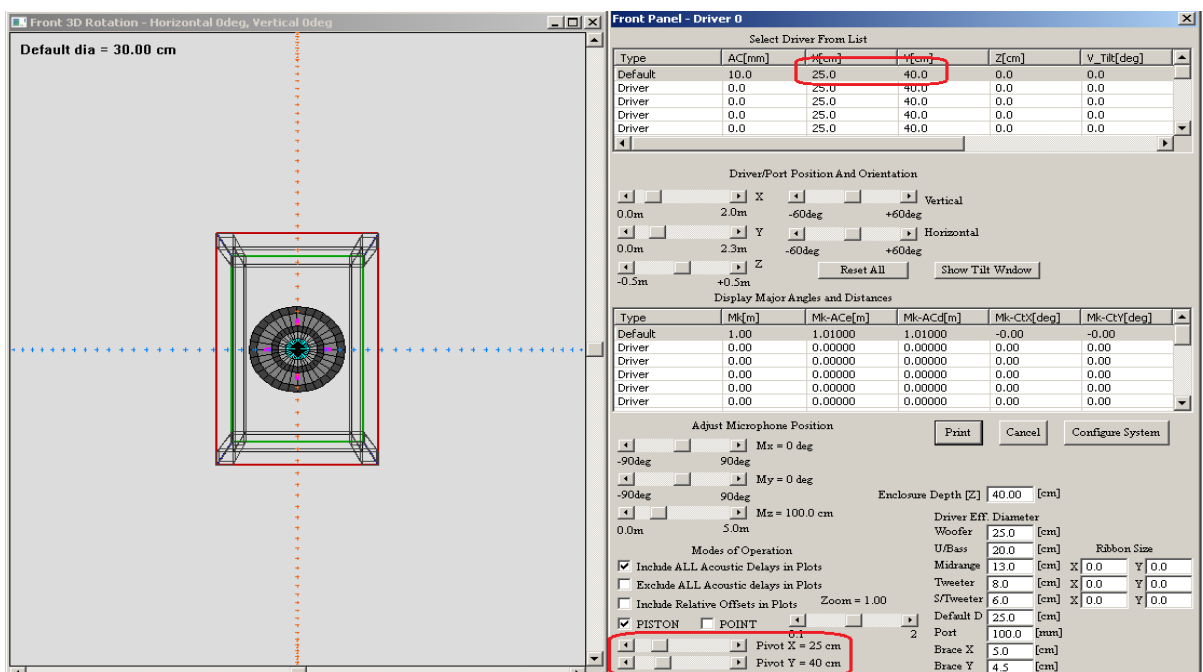 Front 3D Rotation - Horizontal 0deg, Vertical 0deg
Default dia = 30.00 cm
Front Panel - Driver 0
Select Driver From List
Type AC[mm] X[cm] Y[cm] Z[cm] V_Tilt[deg]
Default 10.0 25.0 40.0 0.0 0.0
Driver 0.0 25.0 40.0 0.0 0.0
Driver 0.0 25.0 40.0 0.0 0.0
Driver 0.0 25.0 40.0 0.0 0.0
Driver 0.0 25.0 40.0 0.0 0.0
Driver/Port Position And Orientation
X Vertical
0.0m 2.0m -60deg +60deg
Y Horizontal
0.0m 2.3m -60deg +60deg
Z Reset All Show Tilt Wndow
-0.5m +0.5m
Display Major Angles and Distances
Type Mk[m] Mk-ACe[m] Mk-ACd[m] Mk-CtX[deg] Mk-CtY[deg]
Default 1.00 1.01000 1.01000 -0.00 -0.00
Driver 0.00 0.00000 0.00000 0.00 0.00
Driver 0.00 0.00000 0.00000 0.00 0.00
Driver 0.00 0.00000 0.00000 0.00 0.00
Driver 0.00 0.00000 0.00000 0.00 0.00
Driver 0.00 0.00000 0.00000 0.00 0.00
Adjust Microphone Position Print Cancel Configure System
Mx = 0 deg
-90deg 90deg
My = 0 deg
-90deg 90deg Enclosure Depth [Z] 40.00 [cm]
Mz = 100.0 cm
0.0m 5.0m
Driver Eff. Diameter
Woofer 25.0 [cm]
Modes of Operation U/Bass 20.0 [cm] Ribbon Size
Include ALL Acoustic Delays in Plots Midrange 13.0 [cm] X 0.0 Y 0.0
Exclude ALL Acoustic delays in Plots Tweeter 8.0 [cm] X 0.0 Y 0.0
Include Relative Offsets in Plots Zoom = 1.00 S/Tweeter 6.0 [cm] X 0.0 Y 0.0
PISTON POINT 0.1 2 Default D 25.0 [cm]
Port 100.0 [mm]
Pivot X = 25 cm Brace X 5.0 [cm]
Pivot Y = 40 cm Brace Y 4.5 [cm]